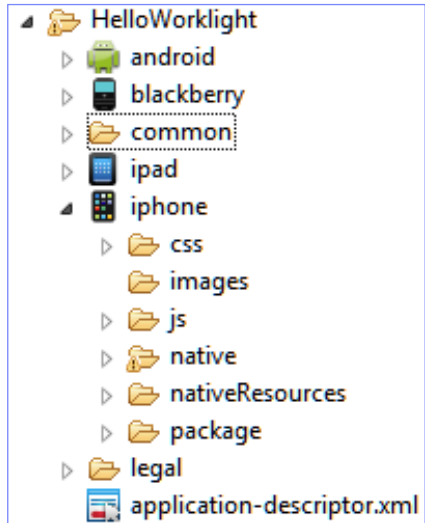 HelloWorklight
android
blackberry
common
ipad
iphone
css
images
js
native
nativeResources
package
legal
application-descriptor.xml